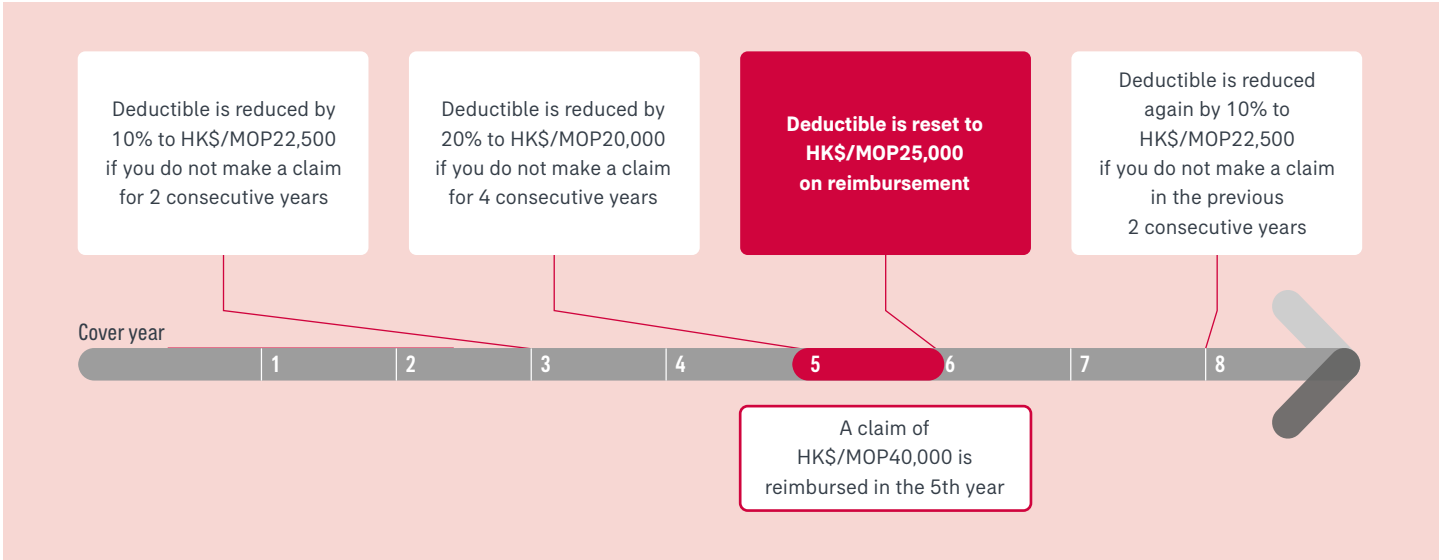 Deductible is reduced by
10% to HK$/MOP22,500
if you do not make a claim
for 2 consecutive years
Deductible is reduced by
20% to HK$/MOP20,000
if you do not make a claim
for 4 consecutive years
Deductible is reset to
HK$/MOP25,000
on reimbursement
Deductible is reduced
again by 10% to
HK$/MOP22,500
if you do not make a claim
in the previous
2 consecutive years
Cover year
1 2 3 4 5 6 7 8
A claim of
HK$/MOP40,000 is
reimbursed in the 5th year